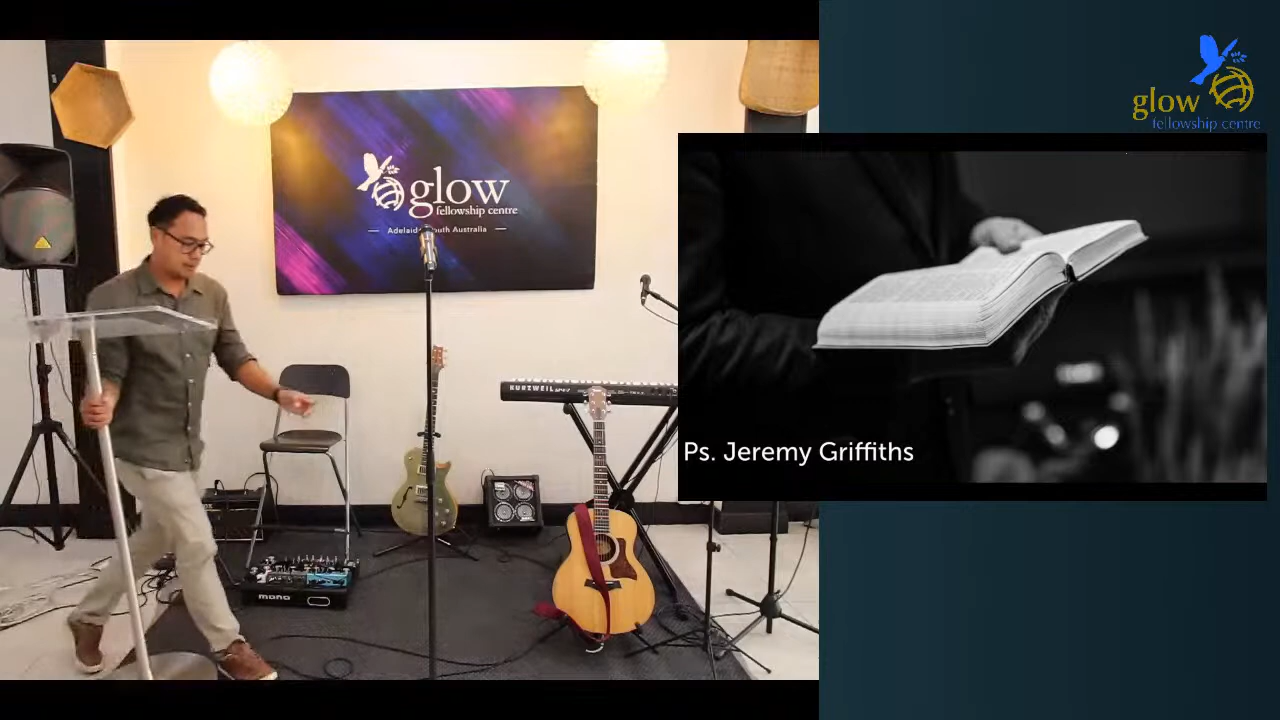 glow
fellowship centre
Adelaide South Australia
KURZWEIL
mono
glow
fellowship centre
Ps. Jeremy Griffiths